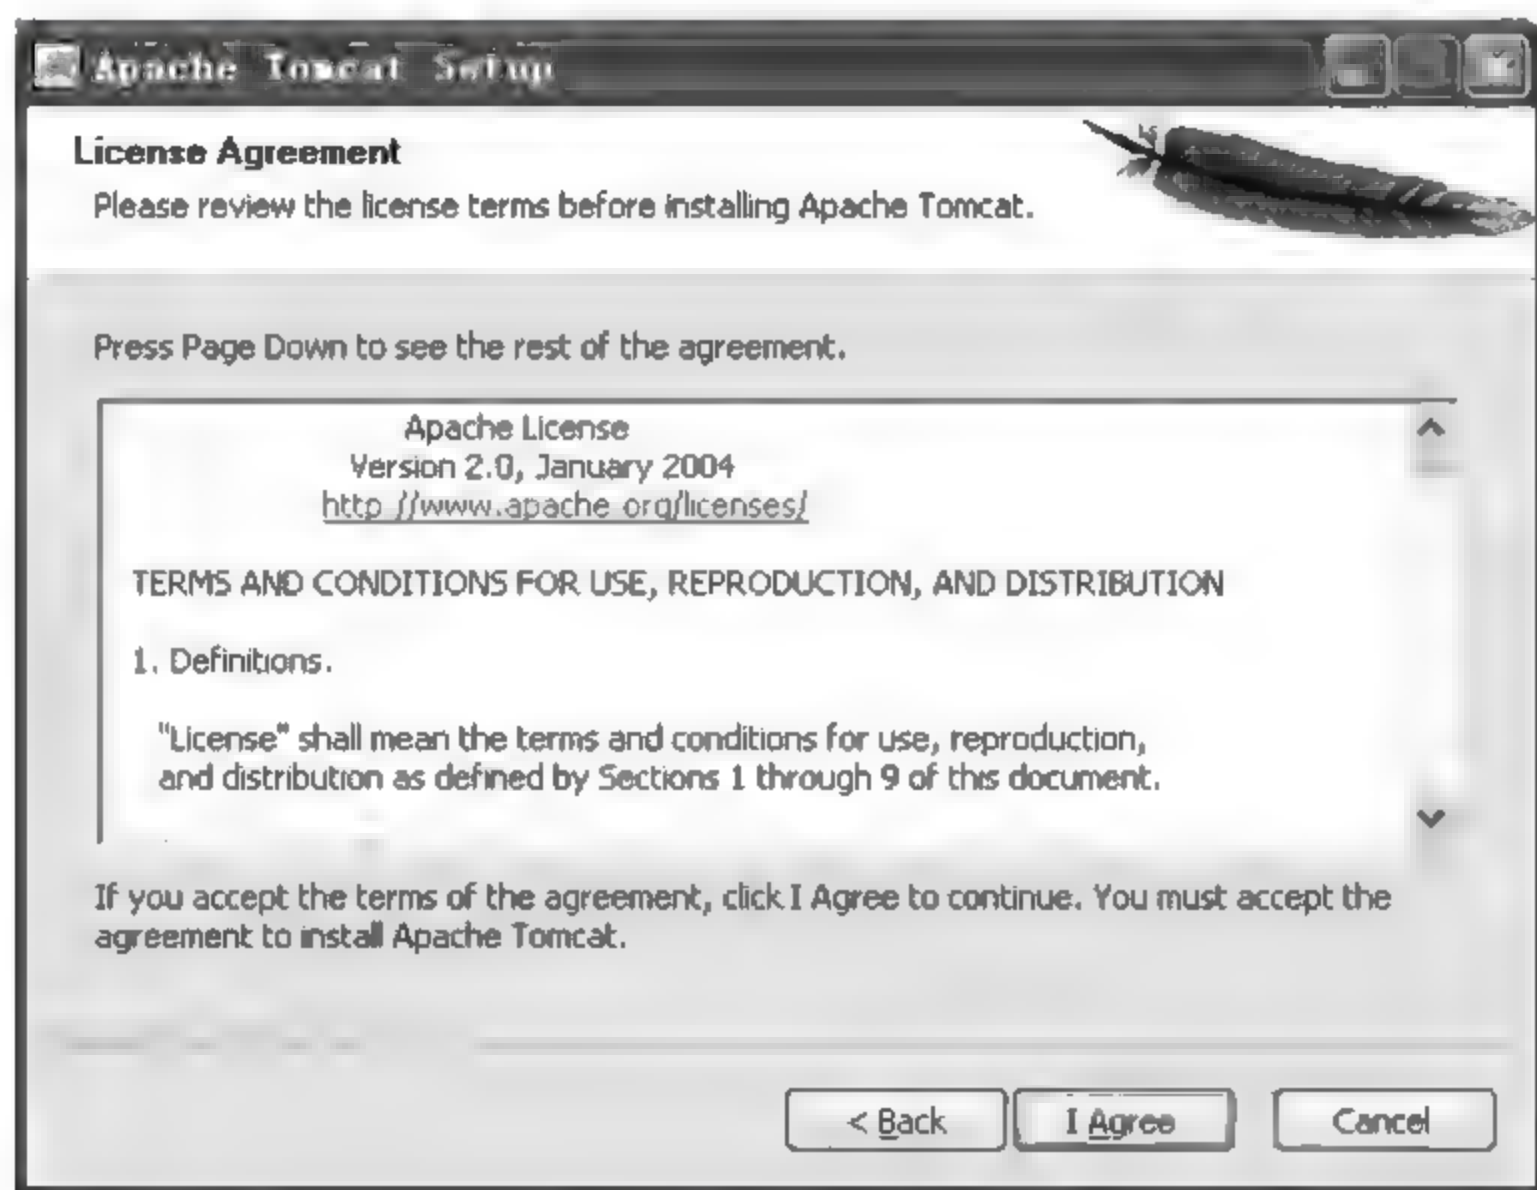 Apache Tomcat Setup
License Agreement
Please review the license terms before installing Apache Tomcat.
Press Page Down to see the rest of the agreement.
Apache License
Version 2.0, January 2004
http://www.apache.org/licenses/
TERMS AND CONDITIONS FOR USE, REPRODUCTION, AND DISTRIBUTION
1. Definitions.
"License" shall mean the terms and conditions for use, reproduction,
and distribution as defined by Sections 1 through 9 of this document.
If you accept the terms of the agreement, click I Agree to continue. You must accept the
agreement to install Apache Tomcat.
< Back I Agree Cancel